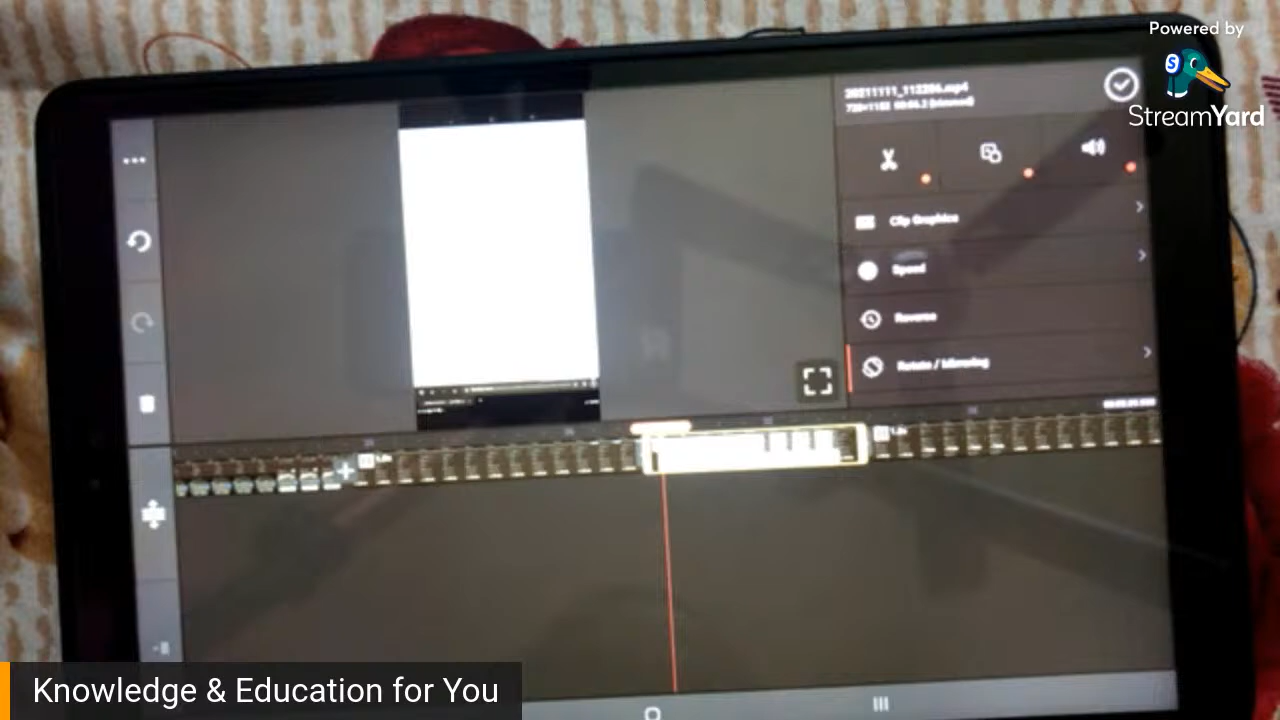 Powered by
StreamYard
Clip Graphics
Speed
Reverse
Rotate / Mirroring
Knowledge & Education for You